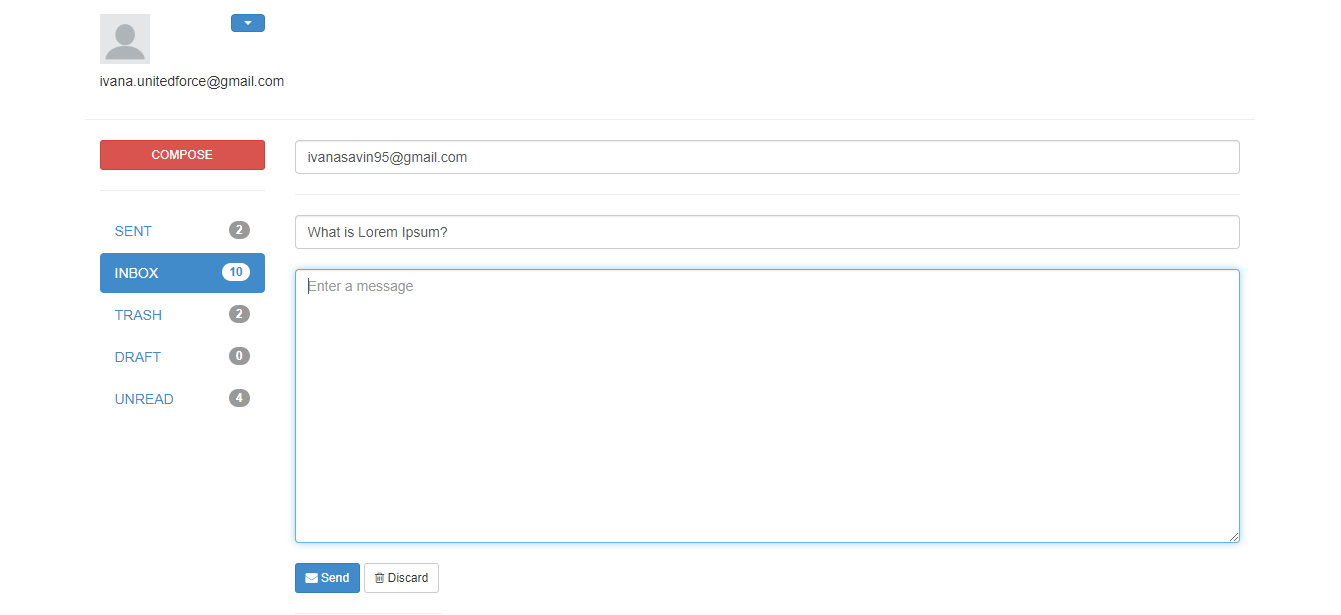 ivana.unitedforce@gmail.com
COMPOSE
SENT 2
INBOX 10
TRASH 2
DRAFT 0
UNREAD 4
ivanasavin95@gmail.com
What is Lorem Ipsum?
Enter a message
Send Discard